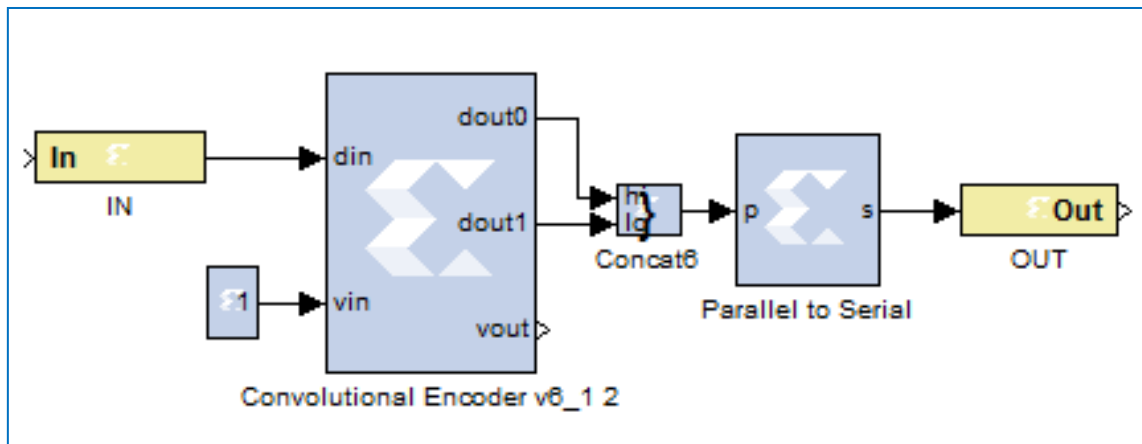 In
IN
din
vin
dout0
dout1
vout
Convolutional Encoder v6_1 2
1
hi
lo
}
Concat6
p
s
Parallel to Serial
Out
OUT